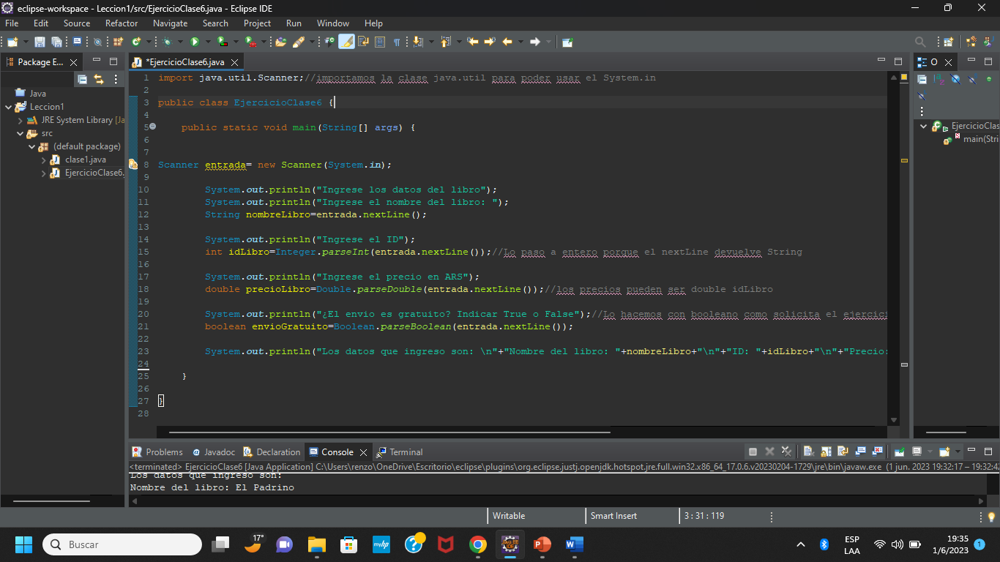 eclipse-workspace - Leccion1/src/EjercicioClase6.java - Eclipse IDE
File Edit Source Refactor Navigate Search Project Run Window Help
Package E...
*EjercicioClase6.java
O
Java
Leccion1
JRE System Library [Ja
src
(default package)
clase1.java
EjercicioClase6.
1 import java.util.Scanner;//importamos la clase java.util para poder usar el System.in
2
3 public class EjercicioClase6 {
4
5 public static void main(String[] args) {
6
7
8 Scanner entrada= new Scanner(System.in);
9
10 System.out.println("Ingrese los datos del libro");
11 System.out.println("Ingrese el nombre del libro: ");
12 String nombreLibro=entrada.nextLine();
13
14 System.out.println("Ingrese el ID");
15 int idLibro=Integer.parseInt(entrada.nextLine());//Lo paso a entero porque el nextLine devuelve String
16
17 System.out.println("Ingrese el precio en ARS");
18 double precioLibro=Double.parseDouble(entrada.nextLine());//los precios pueden ser double idLibro
19
20 System.out.println("¿El envio es gratuito? Indicar True o False");//Lo hacemos con booleano como solicita el ejercici
21 boolean envioGratuito=Boolean.parseBoolean(entrada.nextLine());
22
23 System.out.println("Los datos que ingreso son: \n"+"Nombre del libro: "+nombreLibro+"\n"+"ID: "+idLibro+"\n"+"Precio:
24
25 }
26
27 }
28
EjercicioClas
main(Stri
Problems Javadoc Declaration Console Terminal
<terminated> EjercicioClase6 [Java Application] C:\Users\renzo\OneDrive\Escritorio\eclipse\plugins\org.eclipse.justj.openjdk.hotspot.jre.full.win32.x86_64_17.0.6.v20230204-1729\jre\bin\javaw.exe (1 jun. 2023 19:32:17 – 19:32:42
Los datos que ingreso son:
Nombre del libro: El Padrino
Writable Smart Insert 3 : 31 : 119
Buscar
17°
ESP
LAA
19:35
1/6/2023
1